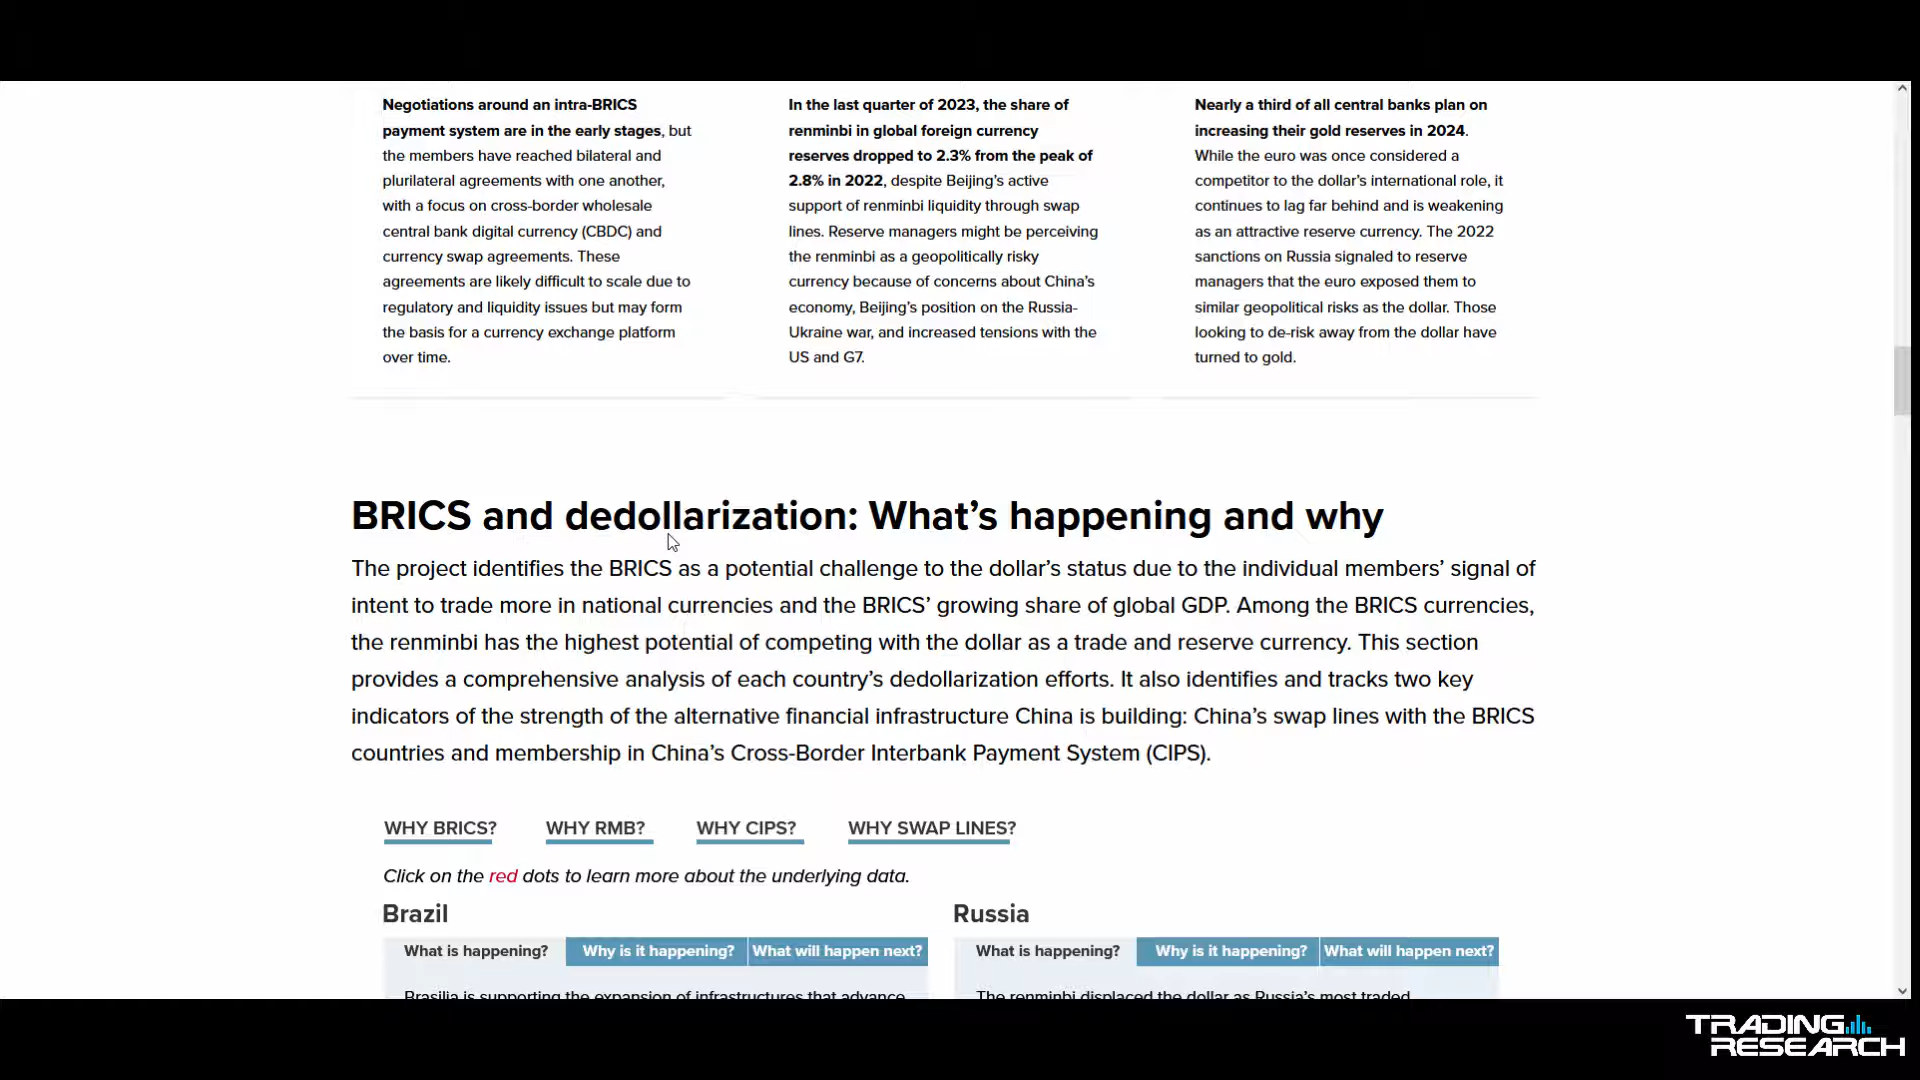 Negotiations around an intra-BRICS
payment system are in the early stages, but
the members have reached bilateral and
plurilateral agreements with one another,
with a focus on cross-border wholesale
central bank digital currency (CBDC) and
currency swap agreements. These
agreements are likely difficult to scale due to
regulatory and liquidity issues but may form
the basis for a currency exchange platform
over time.
In the last quarter of 2023, the share of
renminbi in global foreign currency
reserves dropped to 2.3% from the peak of
2.8% in 2022, despite Beijing’s active
support of renminbi liquidity through swap
lines. Reserve managers might be perceiving
the renminbi as a geopolitically risky
currency because of concerns about China’s
economy, Beijing’s position on the Russia-
Ukraine war, and increased tensions with the
US and G7.
Nearly a third of all central banks plan on
increasing their gold reserves in 2024.
While the euro was once considered a
competitor to the dollar’s international role, it
continues to lag far behind and is weakening
as an attractive reserve currency. The 2022
sanctions on Russia signaled to reserve
managers that the euro exposed them to
similar geopolitical risks as the dollar. Those
looking to de-risk away from the dollar have
turned to gold.
BRICS and dedollarization: What’s happening and why
The project identifies the BRICS as a potential challenge to the dollar’s status due to the individual members’ signal of
intent to trade more in national currencies and the BRICS’ growing share of global GDP. Among the BRICS currencies,
the renminbi has the highest potential of competing with the dollar as a trade and reserve currency. This section
provides a comprehensive analysis of each country’s dedollarization efforts. It also identifies and tracks two key
indicators of the strength of the alternative financial infrastructure China is building: China’s swap lines with the BRICS
countries and membership in China’s Cross-Border Interbank Payment System (CIPS).
WHY BRICS? WHY RMB? WHY CIPS? WHY SWAP LINES?
Click on the red dots to learn more about the underlying data.
Brazil
What is happening? Why is it happening? What will happen next?
Brasilia is supporting the expansion of infrastructures that advance
Russia
What is happening? Why is it happening? What will happen next?
The renminbi displaced the dollar as Russia’s most traded
TRADING
RESEARCH